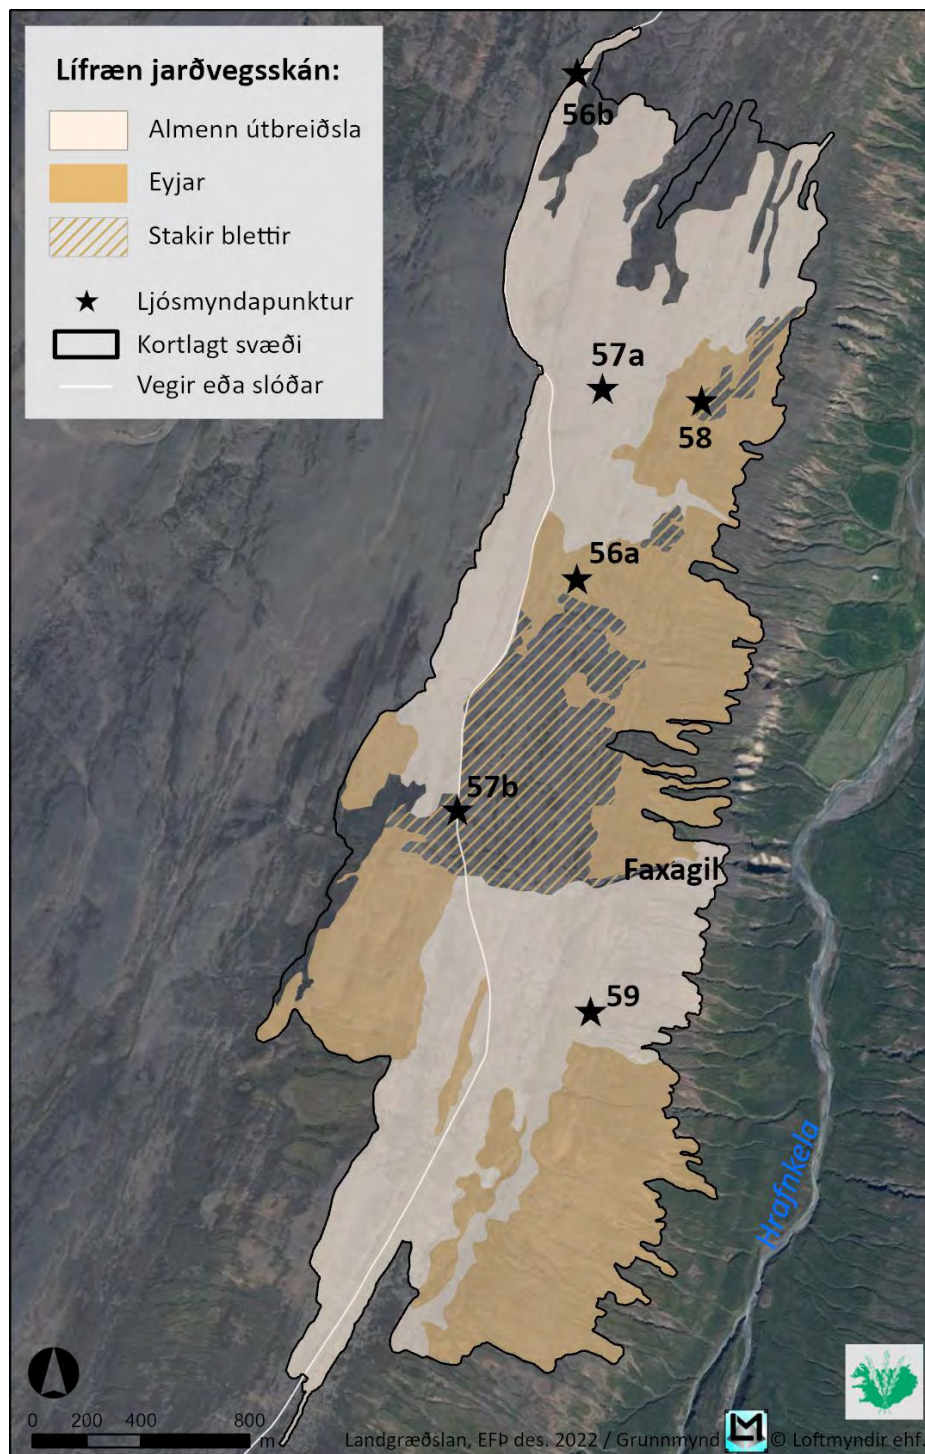 Lífræn jarðvegsskán:
Almenn útbreiðsla
Eyjar
Stakir blettir
Ljósmyndapunktur
Kortlagt svæði
Vegir eða slóðar
56b
57a
58
56a
57b
Faxagil
59
Hrafnkela
0 200 400 800
m
Landgræðslan, EFÞ des. 2022 / Grunnmynd LM © Loftmyndir ehf.